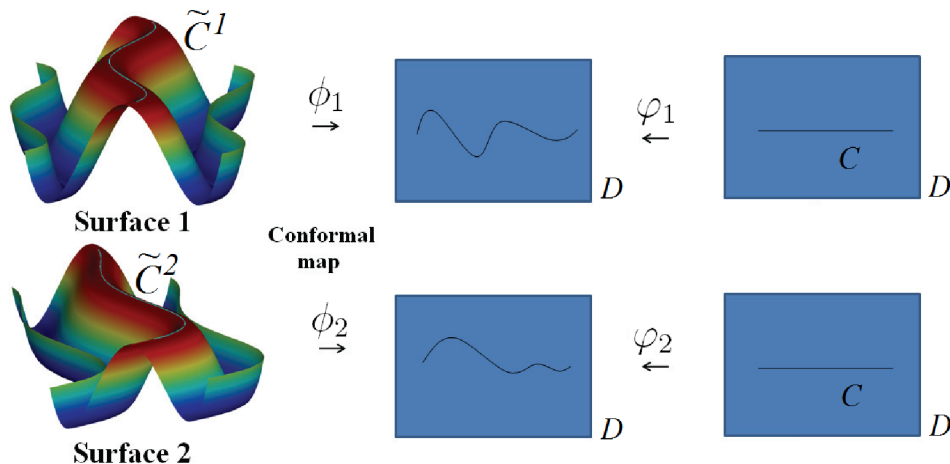 C̃¹
ϕ₁
→
φ₁
←
C
D
D
Surface 1
Conformal
map
C̃²
ϕ₂
→
φ₂
←
C
D
D
Surface 2